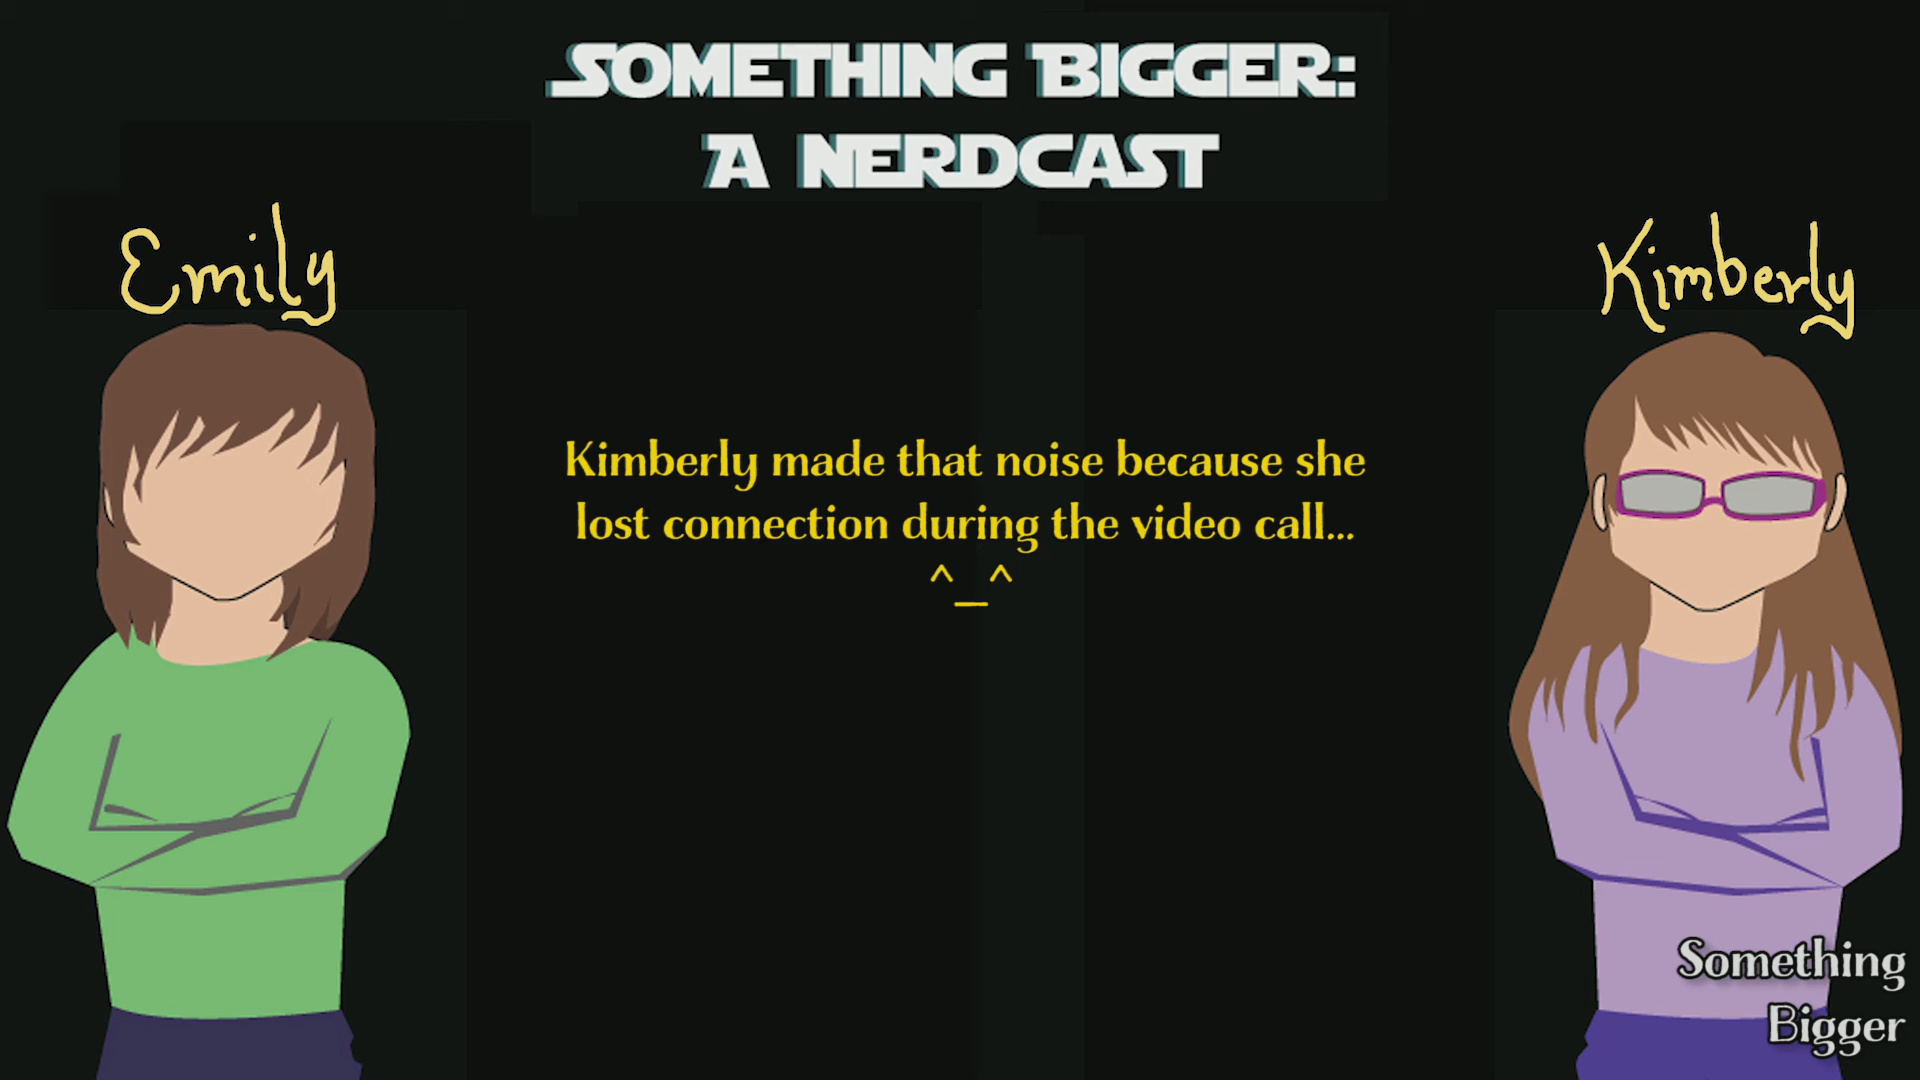 Something Bigger:
A Nerdcast
Emily
Kimberly
Kimberly made that noise because she
lost connection during the video call...
^_^
Something
Bigger